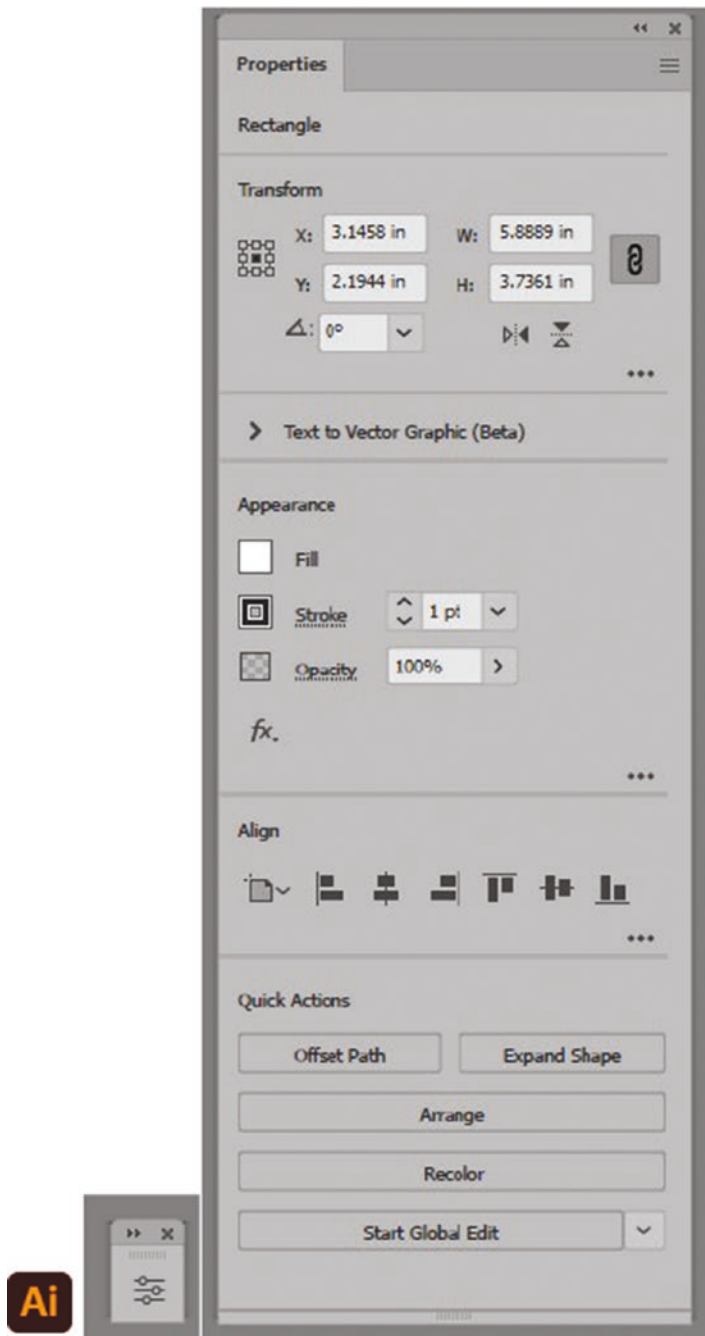 Properties
Rectangle
Transform
X: 3.1458 in W: 5.8889 in
Y: 2.1944 in H: 3.7361 in
: 0°
Text to Vector Graphic (Beta)
Appearance
Fill
Stroke 1 pt
Opacity 100%
fx.
Align
Quick Actions
Offset Path Expand Shape
Arrange
Recolor
Start Global Edit
Ai